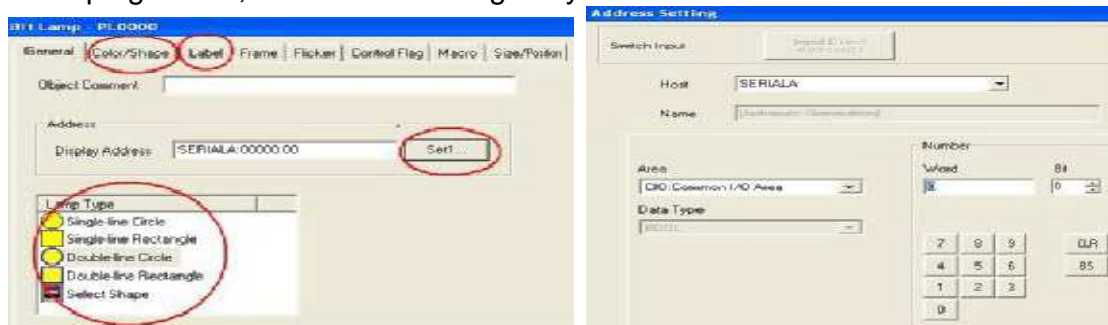 Bit Lamp - PL0000
General Color/Shape Label Frame Flicker Control Flag Macro Size/Position
Object Comment
Address
Display Address SERIALA:00000.00 Set1...
Lamp Type
Single-line Circle
Single-line Rectangle
Double-line Circle
Double-line Rectangle
Select Shape
Address Setting
Switch Input
Host SERIALA
Name
Number
Area Word Bit
CIO:Common I/O Area 0 0
Data Type
BOOL
7 8 9 CLR
4 5 6 BS
1 2 3
0